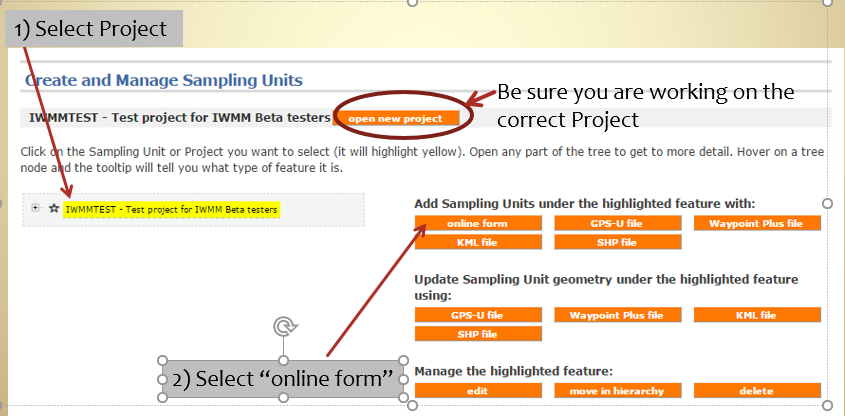 1) Select Project
Create and Manage Sampling Units
Be sure you are working on the
correct Project
IWMMTEST - Test project for IWMM Beta testers open new project
Click on the Sampling Unit or Project you want to select (it will highlight yellow). Open any part of the tree to get to more detail. Hover on a tree
node and the tooltip will tell you what type of feature it is.
IWMMTEST - Test project for IWMM Beta testers
Add Sampling Units under the highlighted feature with:
online form GPS-U file Waypoint Plus file
KML file SHP file
Update Sampling Unit geometry under the highlighted feature
using:
GPS-U file Waypoint Plus file KML file
SHP file
2) Select “online form”
Manage the highlighted feature:
edit move in hierarchy delete